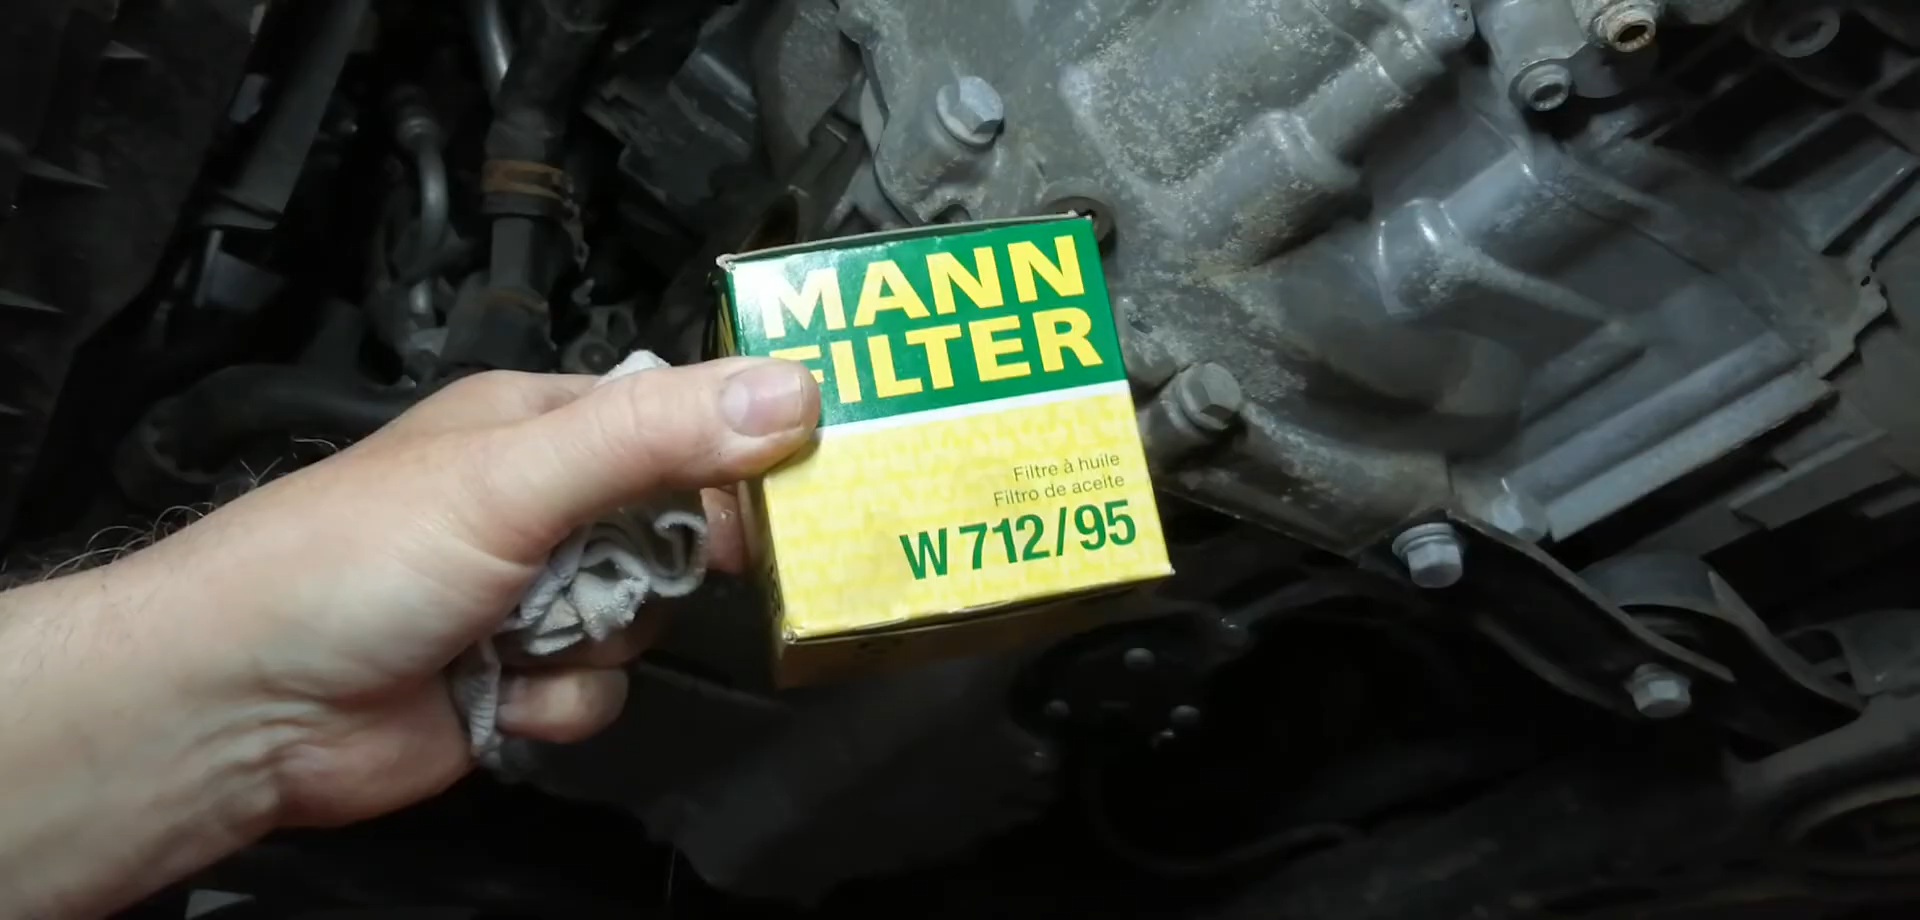 MANN
FILTER
Filtre à huile
Filtro de aceite
W 712/95